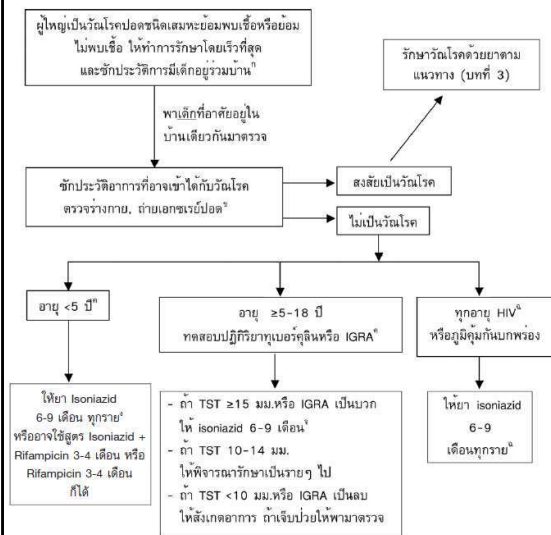 ผู้ใหญ่เป็นวัณโรคปอดชนิดเสมหะย้อมพบเชื้อหรือย้อม
ไม่พบเชื้อ ให้ทำการรักษาโดยเร็วที่สุด
และซักประวัติการมีเด็กอยู่ร่วมบ้าน
รักษาวัณโรคด้วยยาตาม
แนวทาง (บทที่ 3)
พาเด็กที่อาศัยอยู่ใน
บ้านเดียวกันมาตรวจ
ซักประวัติอาการที่อาจเข้าได้กับวัณโรค
ตรวจร่างกาย, ถ่ายเอกซเรย์ปอด
สงสัยเป็นวัณโรค
ไม่เป็นวัณโรค
อายุ <5 ปี
อายุ ≥5-18 ปี
ทดสอบปฏิกิริยาทุเบอร์คุลินหรือ IGRA
ทุกอายุ HIV
หรือภูมิคุ้มกันบกพร่อง
ให้ยา Isoniazid
6-9 เดือน ทุกราย
หรืออาจใช้สูตร Isoniazid +
Rifampicin 3-4 เดือน หรือ
Rifampicin 3-4 เดือน
ก็ได้
- ถ้า TST ≥15 มม.หรือ IGRA เป็นบวก
ให้ isoniazid 6-9 เดือน
- ถ้า TST 10-14 มม.
ให้พิจารณารักษาเป็นรายๆ ไป
- ถ้า TST <10 มม.หรือ IGRA เป็นลบ
ให้สังเกตอาการ ถ้าเจ็บป่วยให้พามาตรวจ
ให้ยา isoniazid
6-9
เดือนทุกราย